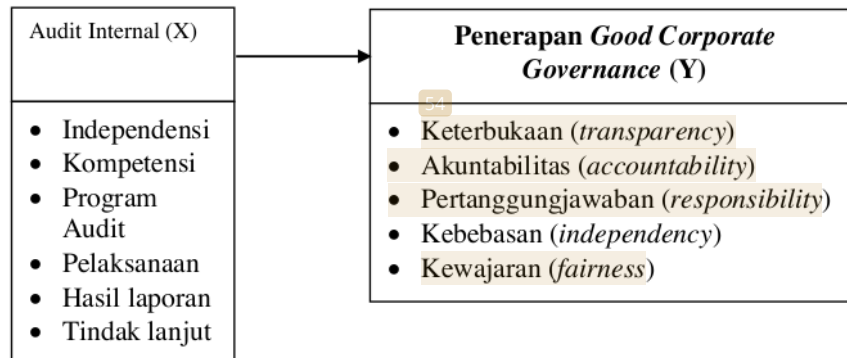 Audit Internal (X)
• Independensi
• Kompetensi
• Program
Audit
• Pelaksanaan
• Hasil laporan
• Tindak lanjut
Penerapan Good Corporate
Governance (Y)
54
• Keterbukaan (transparency)
• Akuntabilitas (accountability)
• Pertanggungjawaban (responsibility)
• Kebebasan (independency)
• Kewajaran (fairness)